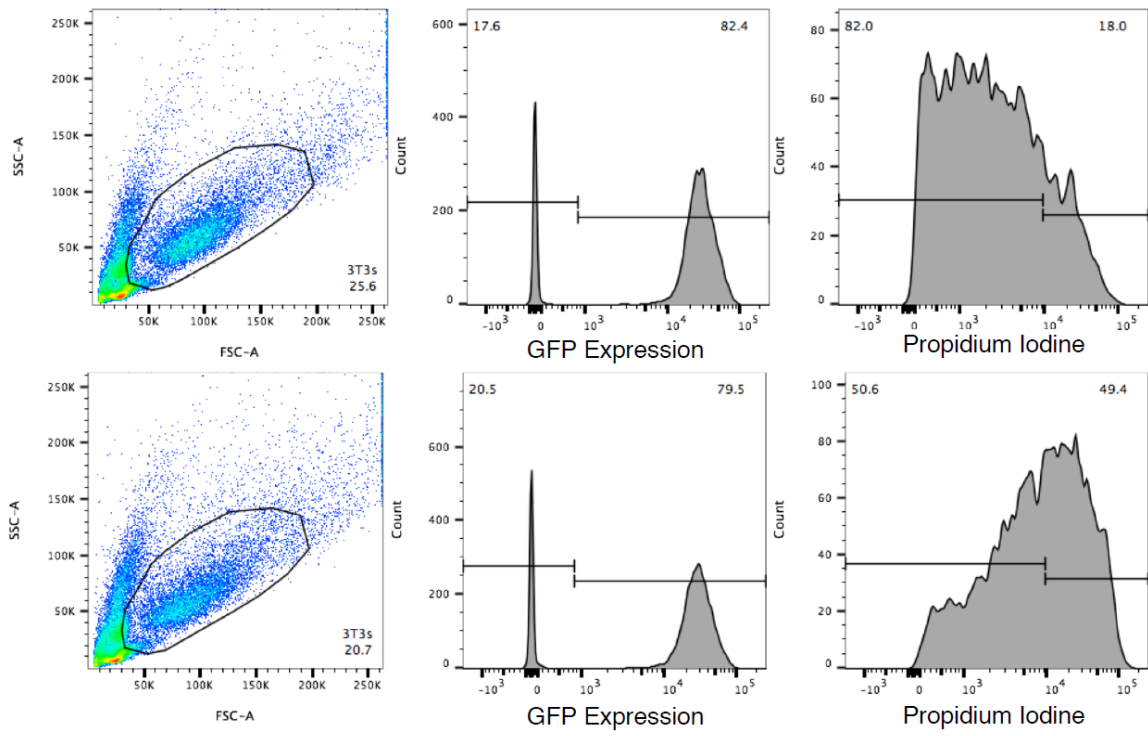 250K
200K
150K
100K
50K
0
SSC-A
50K 100K 150K 200K 250K
FSC-A
3T3s
25.6
600
400
200
0
Count
17.6 82.4
-10³ 0 10³ 10⁴ 10⁵
GFP Expression
80
60
40
20
0
Count
82.0 18.0
-10³ 0 10³ 10⁴ 10⁵
Propidium Iodine
250K
200K
150K
100K
50K
0
SSC-A
50K 100K 150K 200K 250K
FSC-A
3T3s
20.7
600
400
200
0
Count
20.5 79.5
-10³ 0 10³ 10⁴ 10⁵
GFP Expression
100
80
60
40
20
0
Count
50.6 49.4
-10³ 0 10³ 10⁴ 10⁵
Propidium Iodine